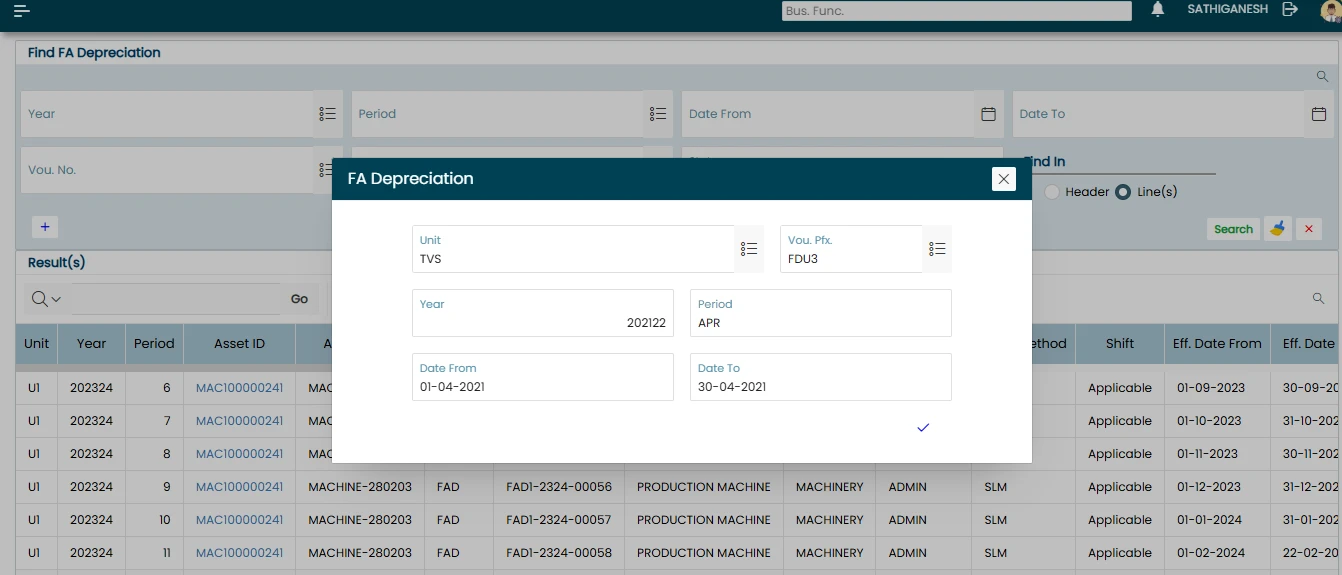 Bus. Func.
SATHIGANESH
Find FA Depreciation
Year
Period
Date From
Date To
Vou. No.
FA Depreciation
Find In
Header
Line(s)
Unit
TVS
Vou. Pfx.
FDU3
+
Search
Result(s)
Go
Year
202122
Period
APR
Date From
01-04-2021
Date To
30-04-2021
Unit Year Period Asset ID A ethod Shift Eff. Date From Eff. Date
U1 202324 6 MAC100000241 MAC Applicable 01-09-2023 30-09-20
U1 202324 7 MAC100000241 MAC Applicable 01-10-2023 31-10-202
U1 202324 8 MAC100000241 MAC Applicable 01-11-2023 30-11-202
U1 202324 9 MAC100000241 MACHINE-280203 FAD FAD1-2324-00056 PRODUCTION MACHINE MACHINERY ADMIN SLM Applicable 01-12-2023 31-12-202
U1 202324 10 MAC100000241 MACHINE-280203 FAD FAD1-2324-00057 PRODUCTION MACHINE MACHINERY ADMIN SLM Applicable 01-01-2024 31-01-202
U1 202324 11 MAC100000241 MACHINE-280203 FAD FAD1-2324-00058 PRODUCTION MACHINE MACHINERY ADMIN SLM Applicable 01-02-2024 22-02-20